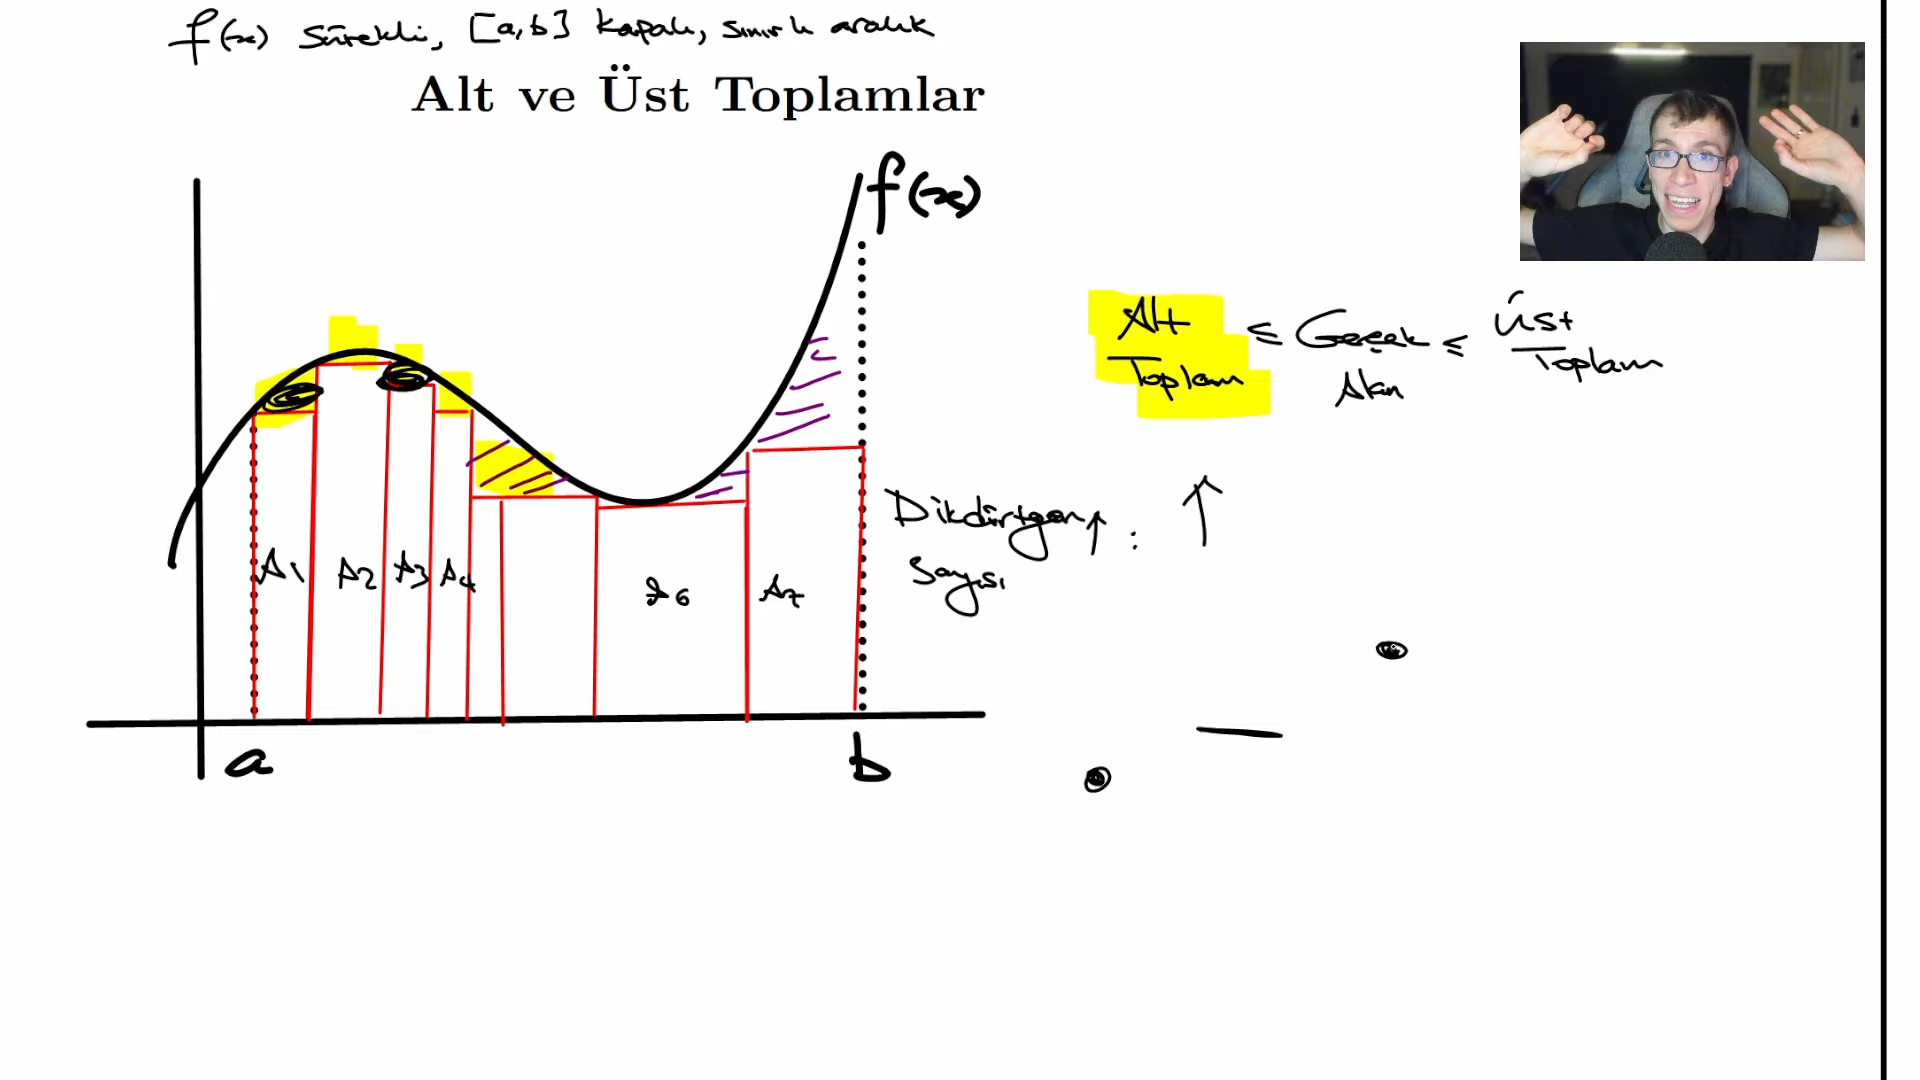 f(x) sürekli, [a,b] kapalı, sınırlı aralık
Alt ve Üst Toplamlar
f(x)
Alt Toplam ≤ Gerçek Alan ≤ Üst Toplam
Dikdörtgen ↑ : ↑
Sayısı
A1 A2 A3 A4 A6 A7
a b